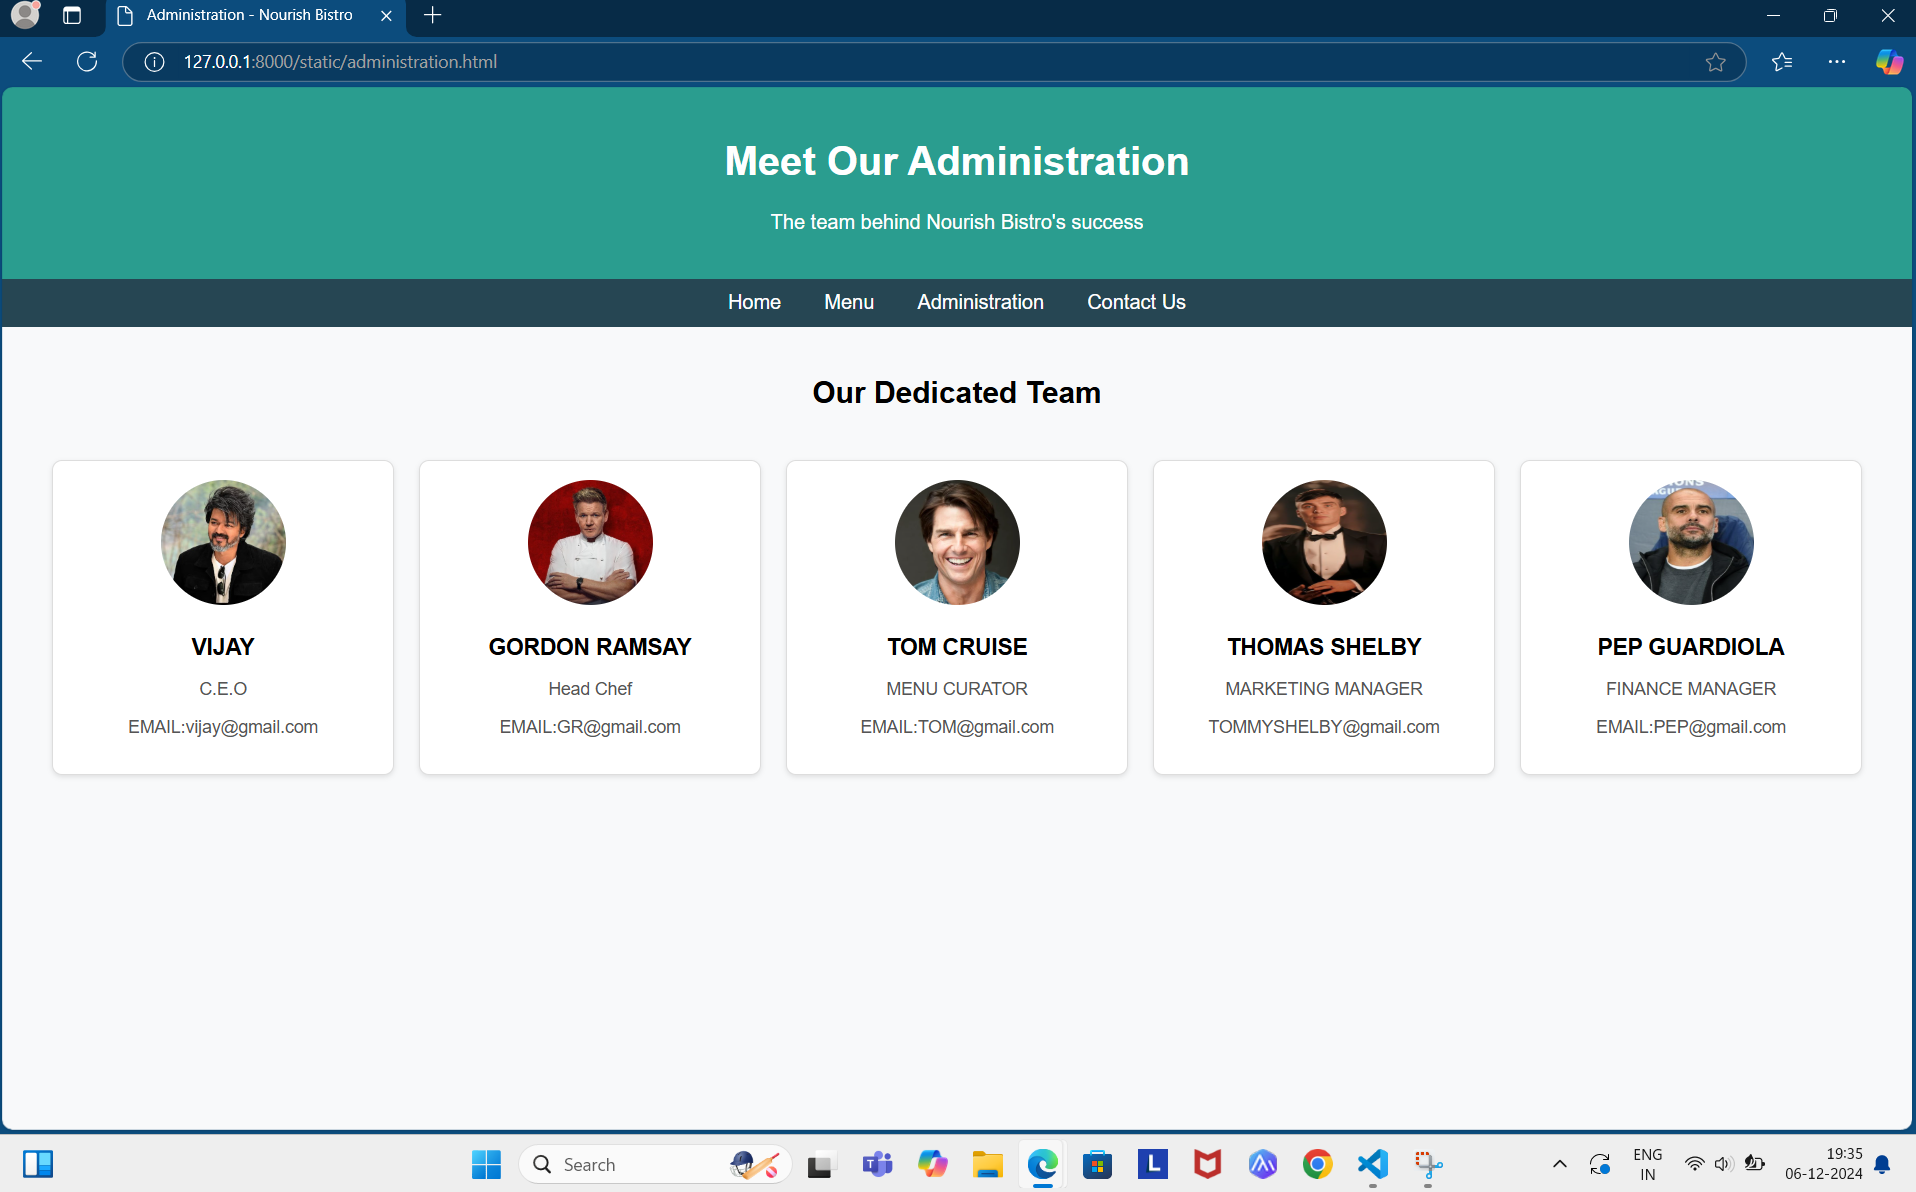 Administration - Nourish Bistro
127.0.0.1:8000/static/administration.html
Meet Our Administration
The team behind Nourish Bistro's success
Home Menu Administration Contact Us
Our Dedicated Team
VIJAY
C.E.O
EMAIL:vijay@gmail.com
GORDON RAMSAY
Head Chef
EMAIL:GR@gmail.com
TOM CRUISE
MENU CURATOR
EMAIL:TOM@gmail.com
THOMAS SHELBY
MARKETING MANAGER
TOMMYSHELBY@gmail.com
PEP GUARDIOLA
FINANCE MANAGER
EMAIL:PEP@gmail.com
Search
L
ENG
IN
19:35
06-12-2024